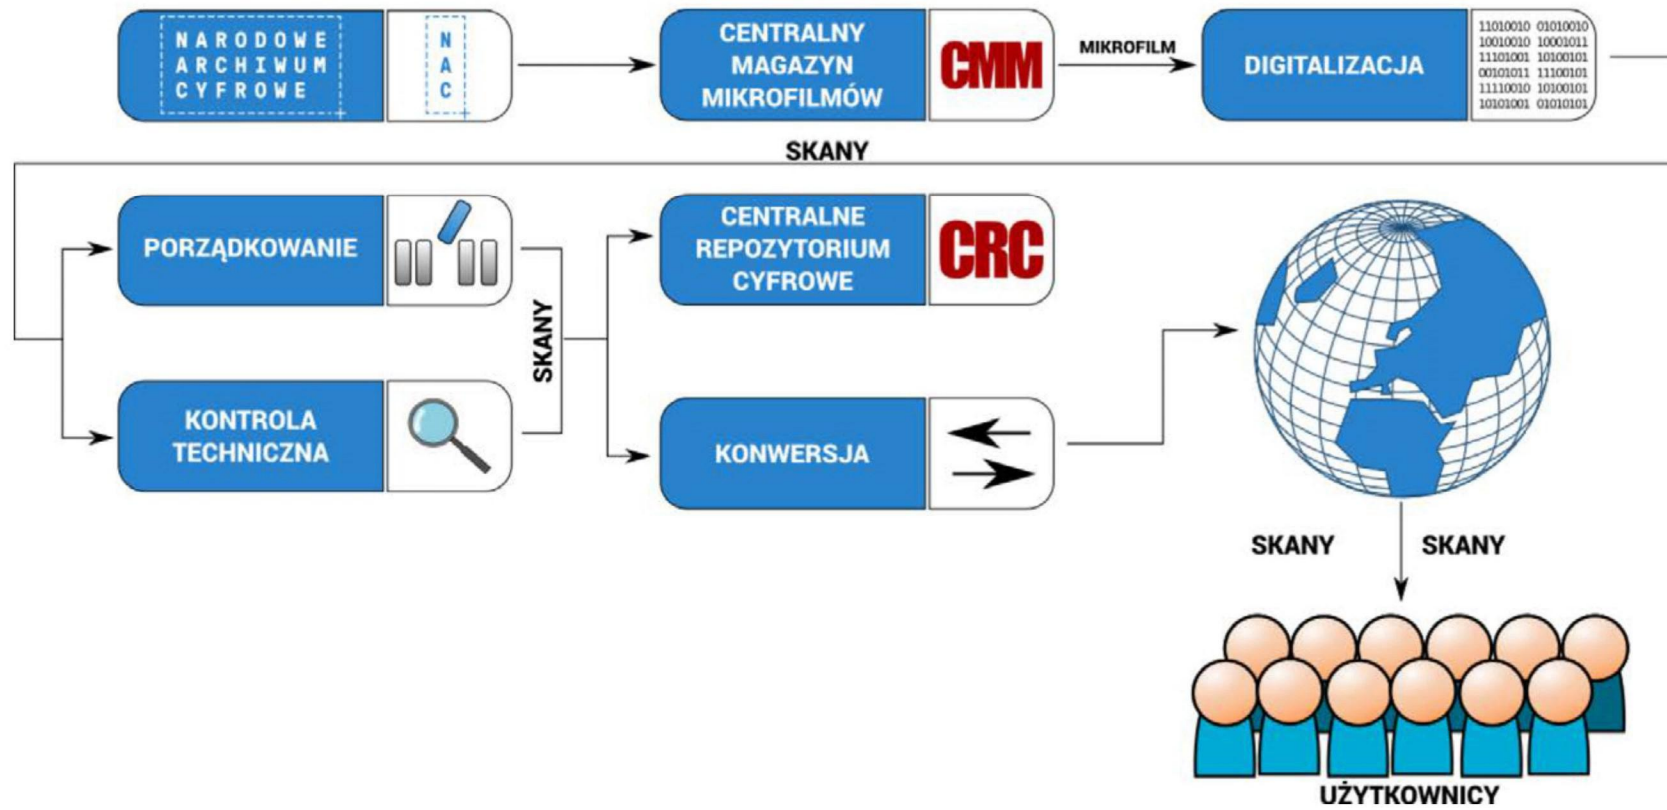 NARODOWE
ARCHIWUM
CYFROWE
N
A
C
CENTRALNY
MAGAZYN
MIKROFILMÓW
CMM
MIKROFILM
DIGITALIZACJA
11010010 01010010
10010010 10001011
11101001 10100101
00101011 11100101
11110010 10100101
10101001 01010101
SKANY
PORZĄDKOWANIE
SKANY
CENTRALNE
REPOZYTORIUM
CYFROWE
CRC
KONTROLA
TECHNICZNA
KONWERSJA
SKANY
SKANY
UŻYTKOWNICY